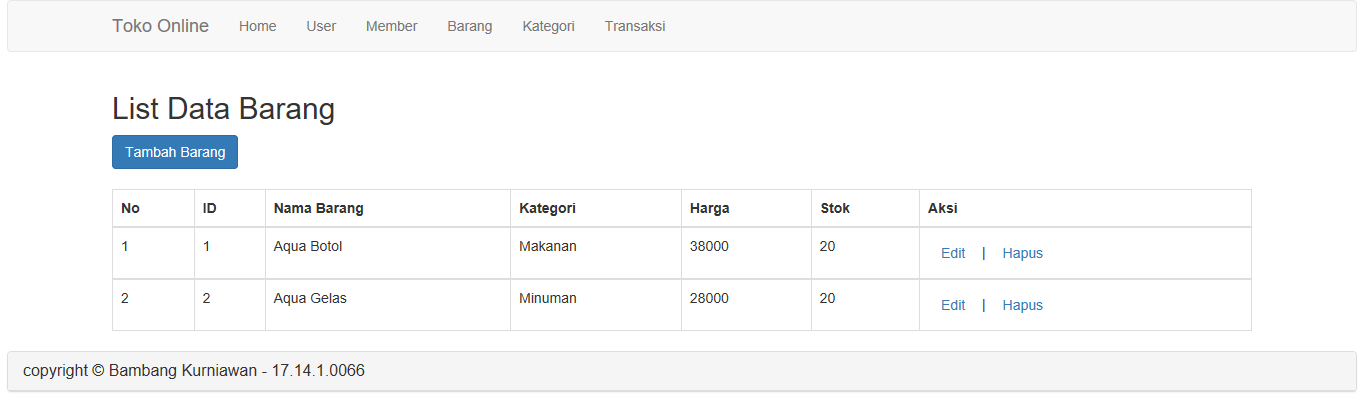 Toko Online Home User Member Barang Kategori Transaksi
List Data Barang
Tambah Barang
No ID Nama Barang Kategori Harga Stok Aksi
1 1 Aqua Botol Makanan 38000 20 Edit | Hapus
2 2 Aqua Gelas Minuman 28000 20 Edit | Hapus
copyright © Bambang Kurniawan - 17.14.1.0066